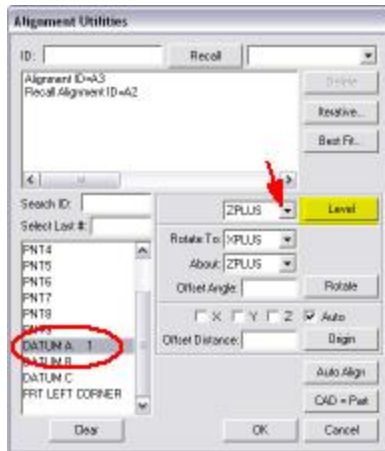 Alignment Utilities
ID: Recall
Alignment ID=A3
Recall Alignment ID=A2
Delete
Iterative...
Best Fit...
Search ID:
Select Last #:
ZPLUS Level
Rotate To: XPLUS
About: ZPLUS
Offset Angle: Rotate
X Y Z Auto
Offset Distance: Origin
PNT4
PNT5
PNT6
PNT7
PNT8
PNT9
DATUM A 1
DATUM B
DATUM C
FRT LEFT CORNER
Auto Align
CAD = Part
Clear OK Cancel